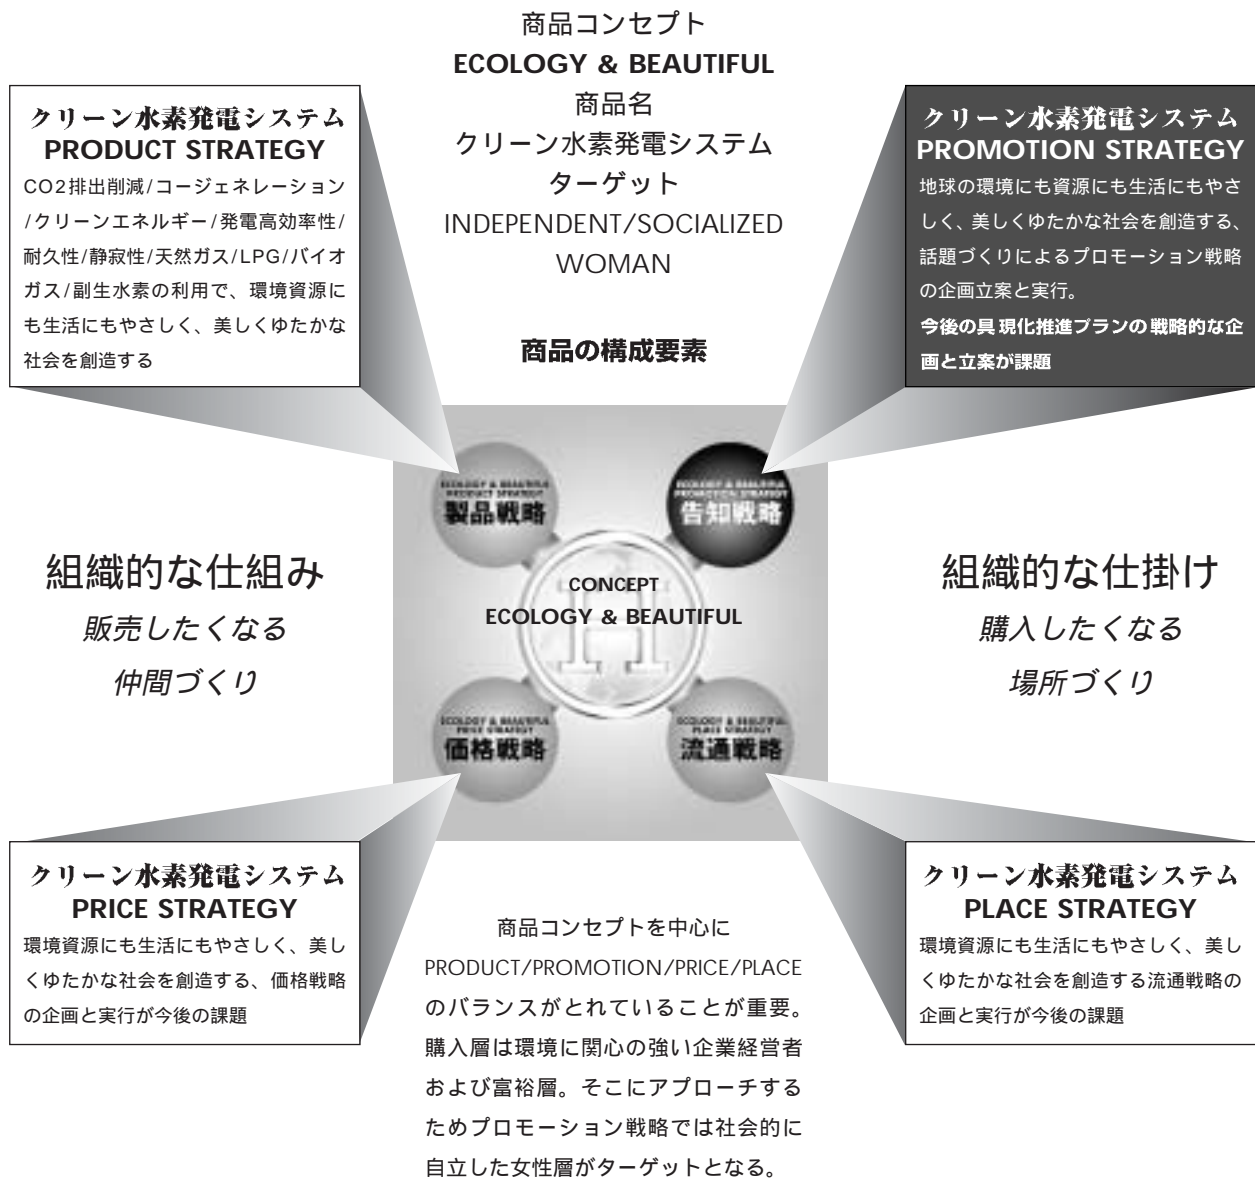 商品コンセプト
ECOLOGY & BEAUTIFUL
商品名
クリーン水素発電システム
ターゲット
INDEPENDENT/SOCIALIZED
WOMAN
商品の構成要素
クリーン水素発電システム
PRODUCT STRATEGY
CO2排出削減/コージェネレーション
/クリーンエネルギー/発電高効率性/
耐久性/静寂性/天然ガス/LPG/バイオ
ガス/副生水素の利用で、環境資源に
も生活にもやさしく、美しくゆたかな
社会を創造する
クリーン水素発電システム
PROMOTION STRATEGY
地球の環境にも資源にも生活にもやさ
しく、美しくゆたかな社会を創造する、
話題づくりによるプロモーション戦略
の企画立案と実行。
今後の具現化推進プランの戦略的な企
画と立案が課題
ECOLOGY & BEAUTIFUL
PRODUCT STRATEGY
製品戦略
ECOLOGY & BEAUTIFUL
PROMOTION STRATEGY
告知戦略
組織的な仕組み
販売したくなる
仲間づくり
CONCEPT
ECOLOGY & BEAUTIFUL
H
組織的な仕掛け
購入したくなる
場所づくり
ECOLOGY & BEAUTIFUL
PRICE STRATEGY
価格戦略
ECOLOGY & BEAUTIFUL
PLACE STRATEGY
流通戦略
クリーン水素発電システム
PRICE STRATEGY
環境資源にも生活にもやさしく、美し
くゆたかな社会を創造する、価格戦略
の企画と実行が今後の課題
クリーン水素発電システム
PLACE STRATEGY
環境資源にも生活にもやさしく、美し
くゆたかな社会を創造する流通戦略の
企画と実行が今後の課題
商品コンセプトを中心に
PRODUCT/PROMOTION/PRICE/PLACE
のバランスがとれていることが重要。
購入層は環境に関心の強い企業経営者
および富裕層。そこにアプローチする
ためプロモーション戦略では社会的に
自立した女性層がターゲットとなる。